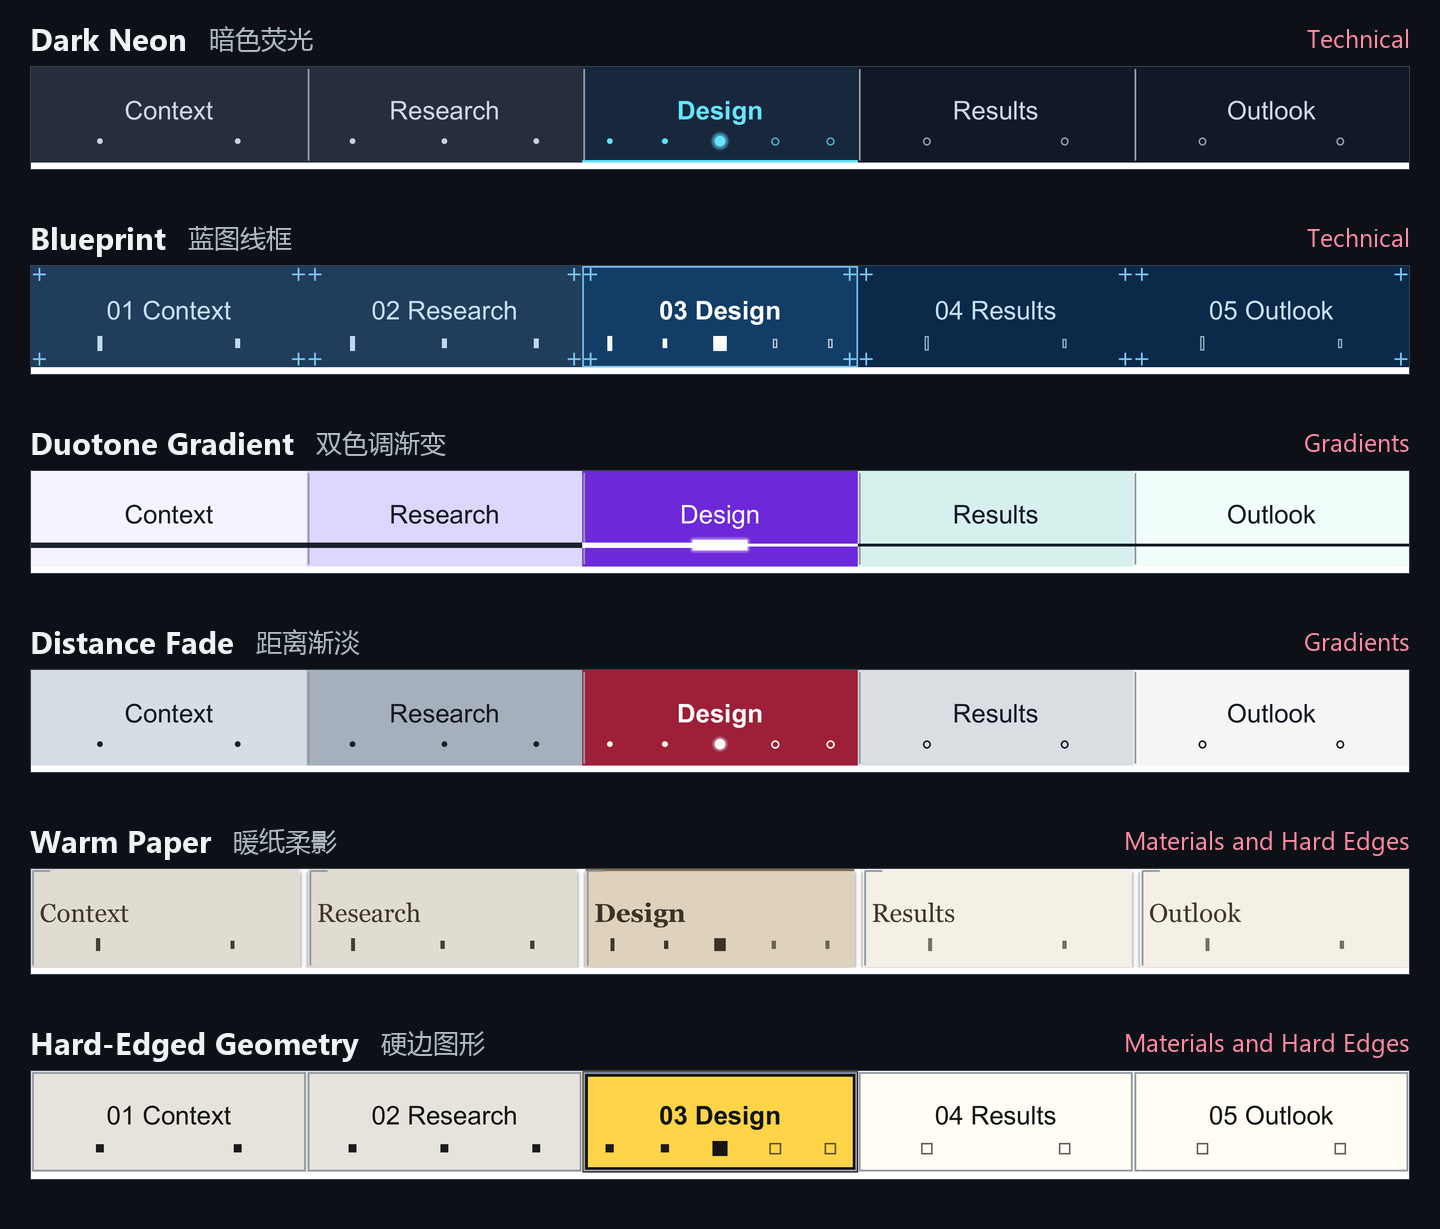 Dark Neon 暗色荧光 Technical
Context Research Design Results Outlook
Blueprint 蓝图线框 Technical
01 Context 02 Research 03 Design 04 Results 05 Outlook
Duotone Gradient 双色调渐变 Gradients
Context Research Design Results Outlook
Distance Fade 距离渐淡 Gradients
Context Research Design Results Outlook
Warm Paper 暖纸柔影 Materials and Hard Edges
Context Research Design Results Outlook
Hard-Edged Geometry 硬边图形 Materials and Hard Edges
01 Context 02 Research 03 Design 04 Results 05 Outlook